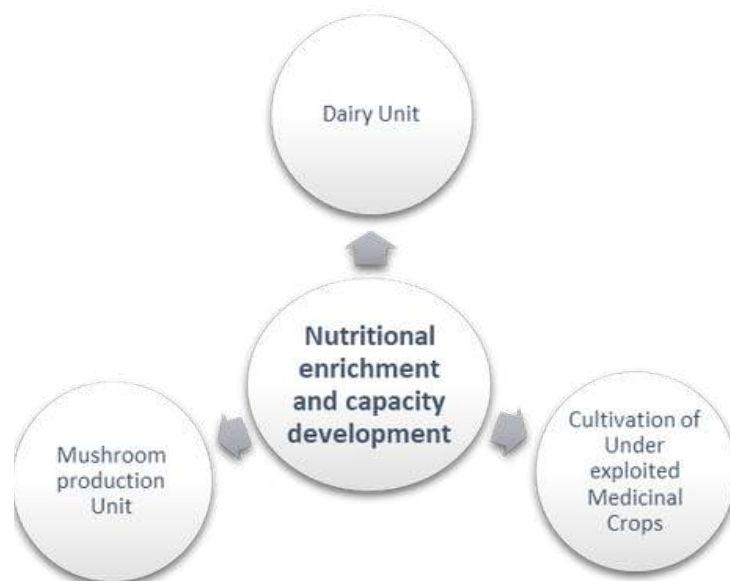 Dairy Unit
Nutritional
enrichment
and capacity
development
Mushroom
production
Unit
Cultivation of
Under
exploited
Medicinal
Crops